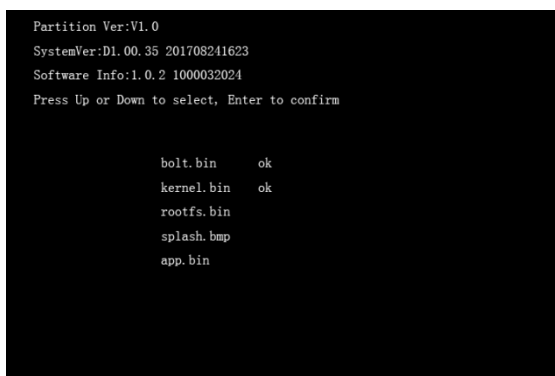 Partition Ver:V1.0
SystemVer:D1.00.35 201708241623
Software Info:1.0.2 1000032024
Press Up or Down to select, Enter to confirm
bolt.bin ok
kernel.bin ok
rootfs.bin
splash.bmp
app.bin